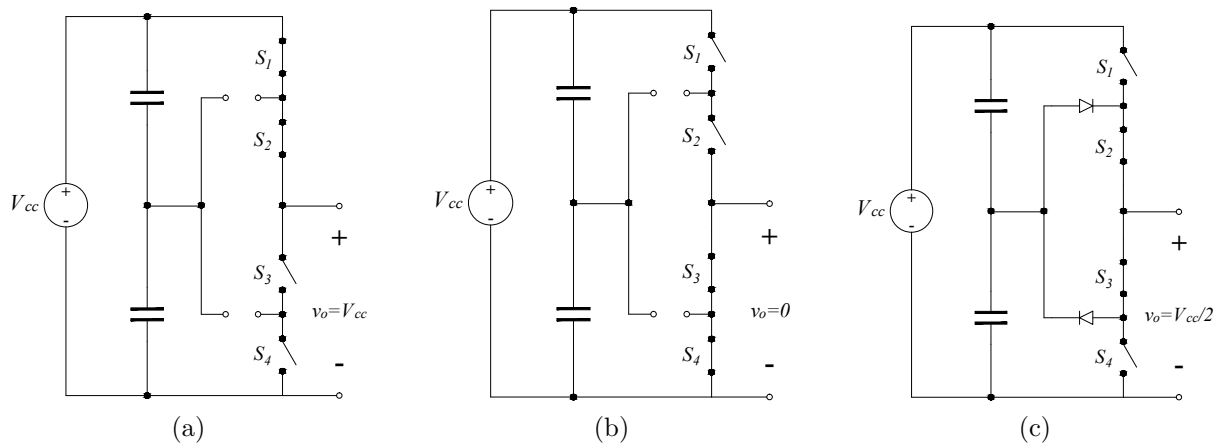 S1
S2
Vcc
+
-
+
S3
vo=Vcc
S4
-
(a)
S1
S2
Vcc
+
-
+
S3
vo=0
S4
-
(b)
S1
S2
Vcc
+
-
+
S3
vo=Vcc/2
S4
-
(c)